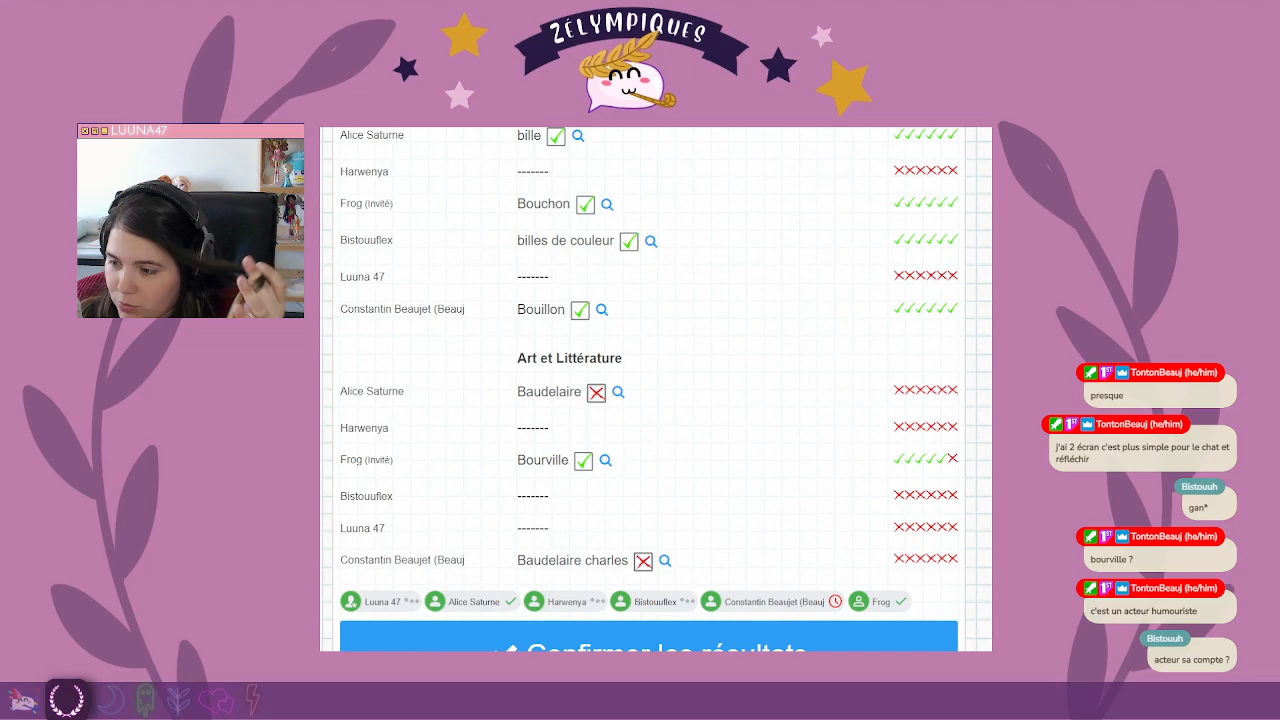 ZÉLYMPIQUES
LUUNA47
Alice Saturne bille
Harwenya -------
Frog (Invité) Bouchon
Bistouuflex billes de couleur
Luuna 47 -------
Constantin Beaujet (Beauj Bouillon
Art et Littérature
Alice Saturne Baudelaire
Harwenya -------
Frog (Invité) Bourville
Bistouuflex -------
Luuna 47 -------
Constantin Beaujet (Beauj Baudelaire charles
Luuna 47 Alice Saturne Harwenya Bistouuflex Constantin Beaujet (Beauj Frog
Confirmer les résultats
TontonBeauj (he/him)
presque
TontonBeauj (he/him)
j'ai 2 écran c'est plus simple pour le chat et
réfléchir
Bistouuh
gan*
TontonBeauj (he/him)
bourville ?
TontonBeauj (he/him)
c'est un acteur humouriste
Bistouuh
acteur sa compte ?